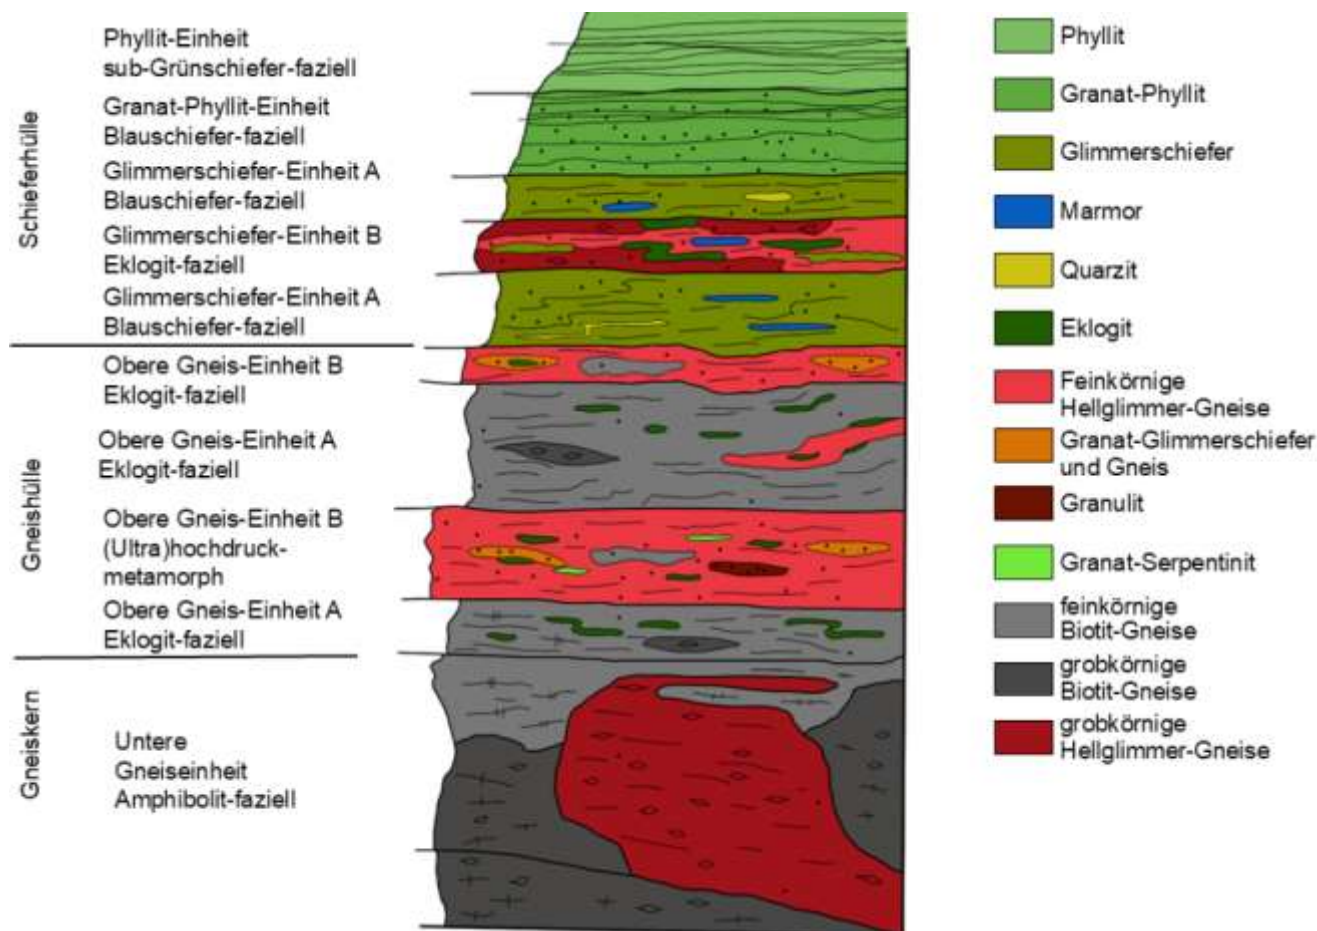 Schieferhülle
Phyllit-Einheit
sub-Grünschiefer-faziell
Granat-Phyllit-Einheit
Blauschiefer-faziell
Glimmerschiefer-Einheit A
Blauschiefer-faziell
Glimmerschiefer-Einheit B
Eklogit-faziell
Glimmerschiefer-Einheit A
Blauschiefer-faziell
Gneishülle
Obere Gneis-Einheit B
Eklogit-faziell
Obere Gneis-Einheit A
Eklogit-faziell
Obere Gneis-Einheit B
(Ultra)hochdruck-
metamorph
Obere Gneis-Einheit A
Eklogit-faziell
Gneiskern
Untere
Gneiseinheit
Amphibolit-faziell
Phyllit
Granat-Phyllit
Glimmerschiefer
Marmor
Quarzit
Eklogit
Feinkörnige
Hellglimmer-Gneise
Granat-Glimmerschiefer
und Gneis
Granulit
Granat-Serpentinit
feinkörnige
Biotit-Gneise
grobkörnige
Biotit-Gneise
grobkörnige
Hellglimmer-Gneise